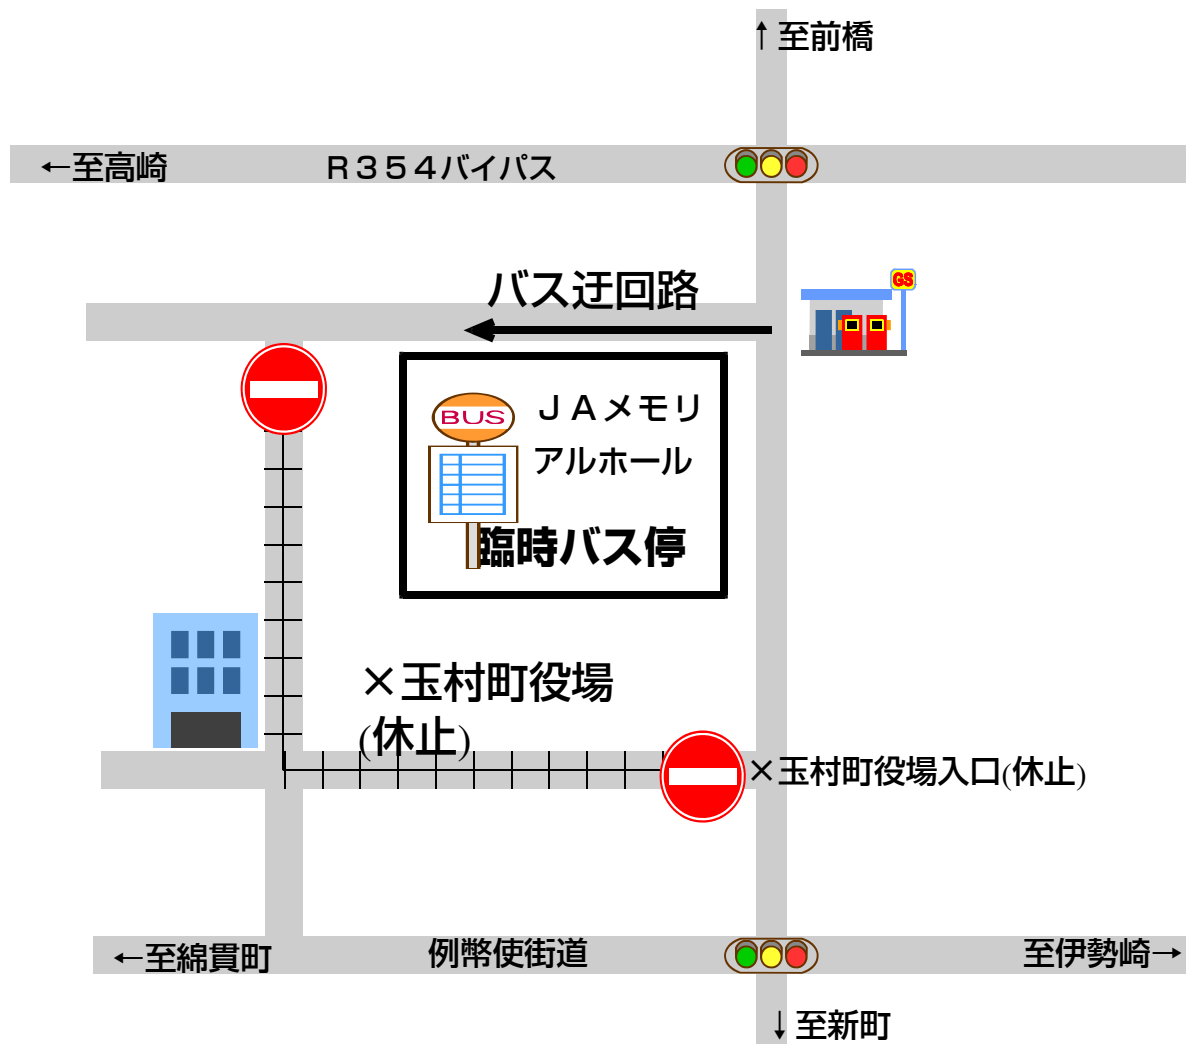 ↑ 至前橋
←至高崎
Ｒ３５４バイパス
バス迂回路
GS
BUS
ＪＡメモリ
アルホール
臨時バス停
×玉村町役場
(休止)
×玉村町役場入口(休止)
←至綿貫町
例幣使街道
至伊勢崎→
↓ 至新町